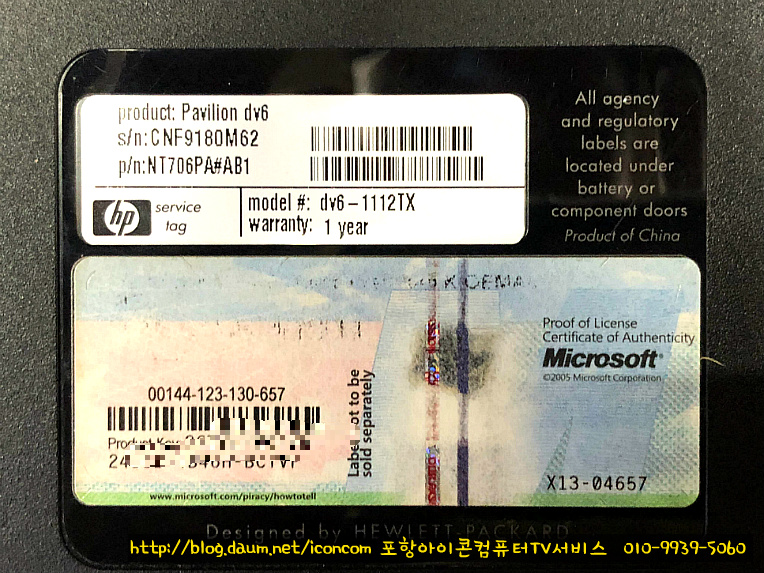 product: Pavilion dv6
s/n:CNF9180M62
p/n:NT706PA#AB1
hp
service
tag
model #: dv6-1112TX
warranty: 1 year
All agency
and regulatory
labels are
located under
battery or
component doors
Product of China
Proof of License
Certificate of Authenticity
Microsoft®
©2005 Microsoft Corporation
00144-123-130-657
Product Key:
to be
sold separately
www.microsoft.com/piracy/howtotell
X13-04657
Designed by HEWLETT-PACKARD
http://blog.daum.net/iconcom 포항아이콘컴퓨터TV서비스 010-9939-5060